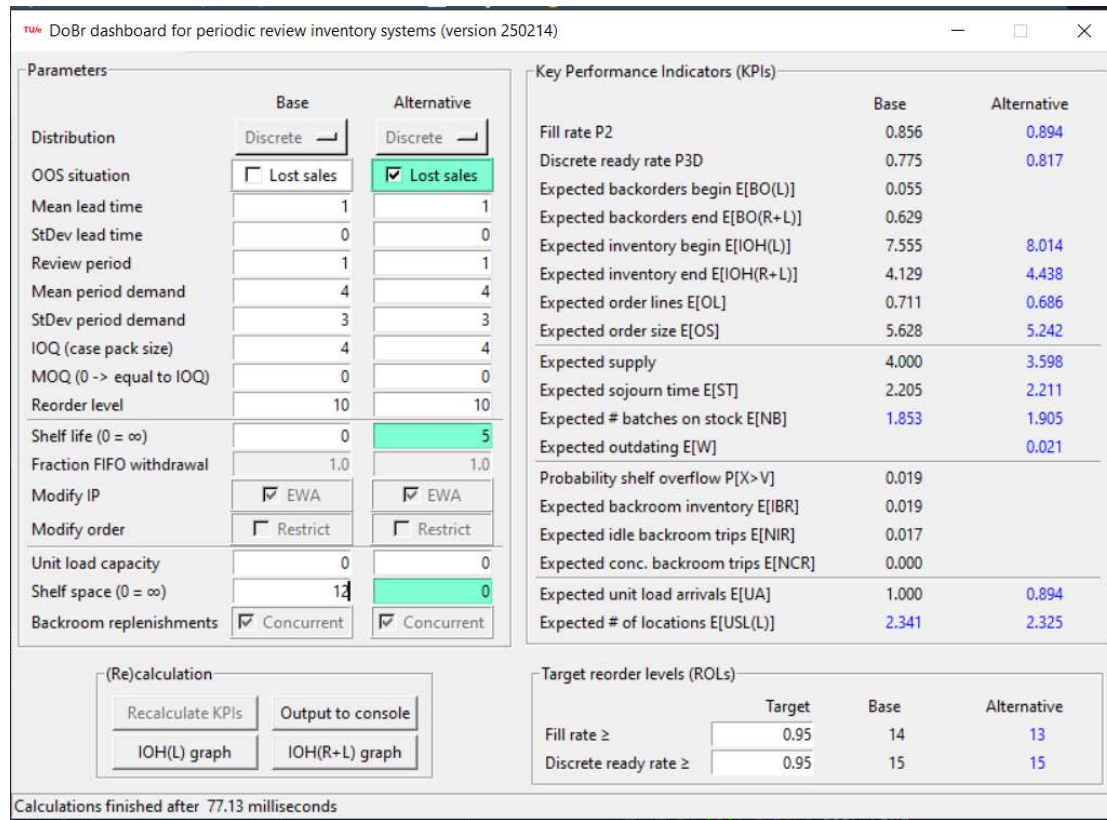 TU/e DoBr dashboard for periodic review inventory systems (version 250214)
Parameters
Base Alternative
Distribution Discrete Discrete
OOS situation Lost sales Lost sales
Mean lead time 1 1
StDev lead time 0 0
Review period 1 1
Mean period demand 4 4
StDev period demand 3 3
IOQ (case pack size) 4 4
MOQ (0 -> equal to IOQ) 0 0
Reorder level 10 10
Shelf life (0 = ∞) 0 5
Fraction FIFO withdrawal 1.0 1.0
Modify IP EWA EWA
Modify order Restrict Restrict
Unit load capacity 0 0
Shelf space (0 = ∞) 12 0
Backroom replenishments Concurrent Concurrent
(Re)calculation
Recalculate KPIs Output to console
IOH(L) graph IOH(R+L) graph
Key Performance Indicators (KPIs)
Base Alternative
Fill rate P2 0.856 0.894
Discrete ready rate P3D 0.775 0.817
Expected backorders begin E[BO(L)] 0.055
Expected backorders end E[BO(R+L)] 0.629
Expected inventory begin E[IOH(L)] 7.555 8.014
Expected inventory end E[IOH(R+L)] 4.129 4.438
Expected order lines E[OL] 0.711 0.686
Expected order size E[OS] 5.628 5.242
Expected supply 4.000 3.598
Expected sojourn time E[ST] 2.205 2.211
Expected # batches on stock E[NB] 1.853 1.905
Expected outdating E[W] 0.021
Probability shelf overflow P[X>V] 0.019
Expected backroom inventory E[IBR] 0.019
Expected idle backroom trips E[NIR] 0.017
Expected conc. backroom trips E[NCR] 0.000
Expected unit load arrivals E[UA] 1.000 0.894
Expected # of locations E[USL(L)] 2.341 2.325
Target reorder levels (ROLs)
Target Base Alternative
Fill rate ≥ 0.95 14 13
Discrete ready rate ≥ 0.95 15 15
Calculations finished after 77.13 milliseconds